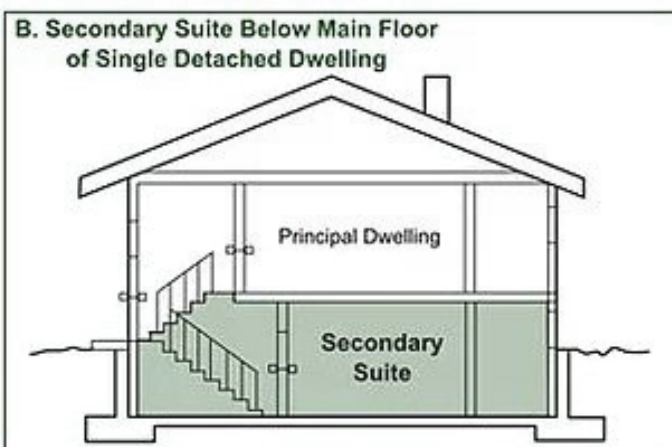 B. Secondary Suite Below Main Floor
of Single Detached Dwelling
Principal Dwelling
Secondary
Suite